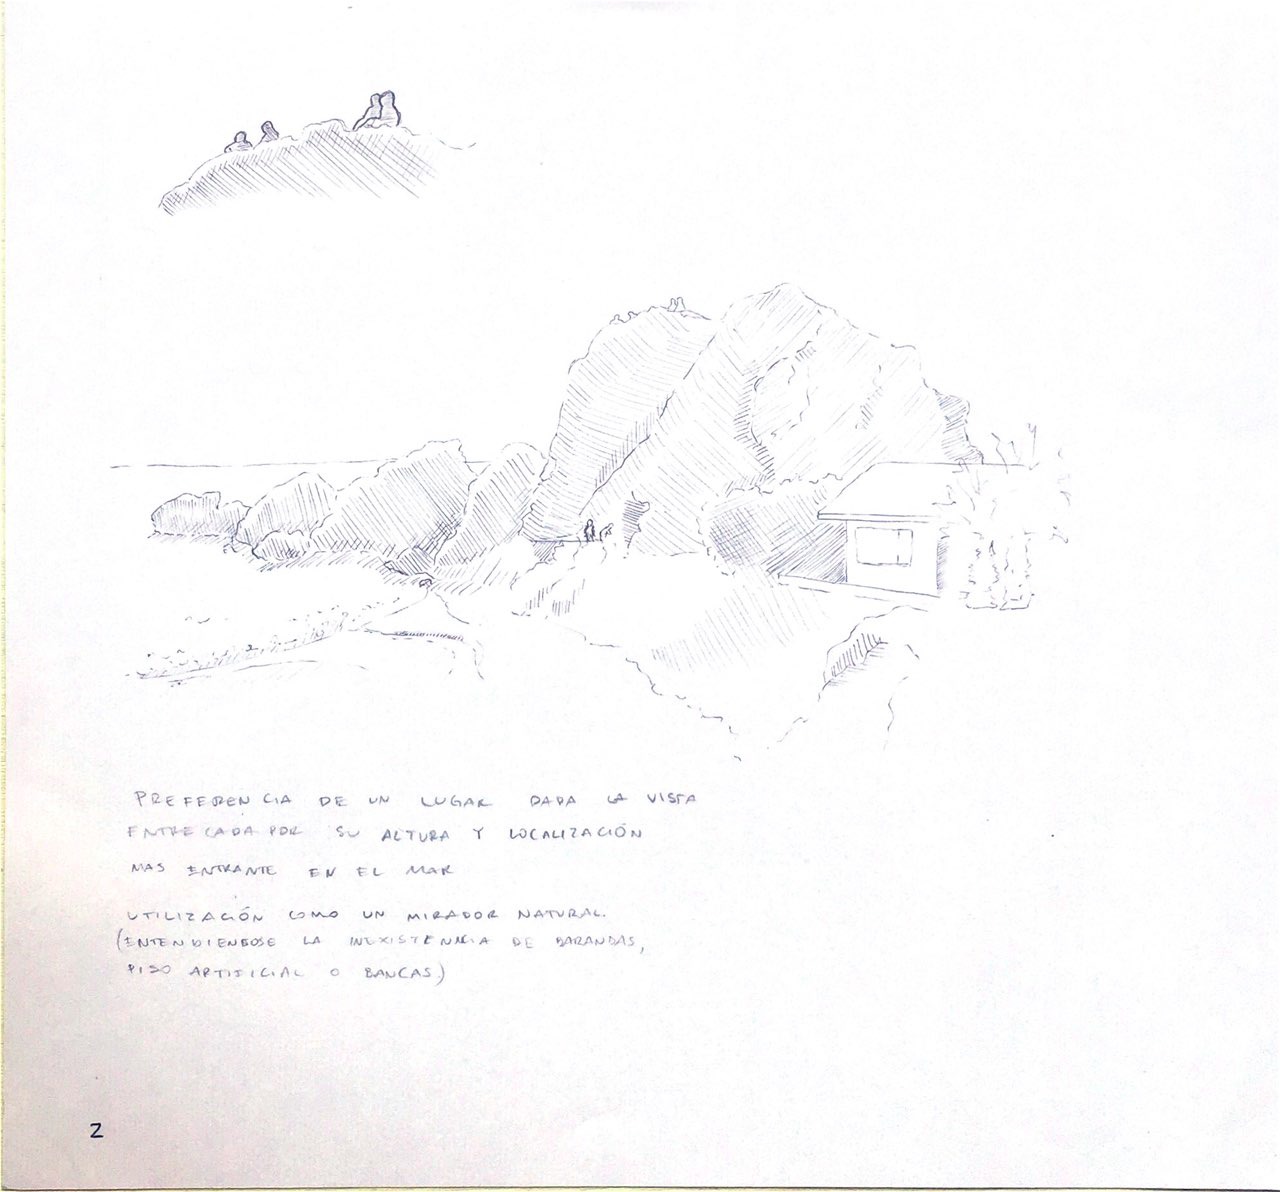 PREFERENCIA DE UN LUGAR DADA LA VISTA
ENTRECADA POR SU ALTURA Y LOCALIZACIÓN
MAS ENTRANTE EN EL MAR
UTILIZACIÓN COMO UN MIRADOR NATURAL.
(ENTENDIENDOSE LA INEXISTENCIA DE BARANDAS,
PISO ARTIFICIAL O BANCAS)
2